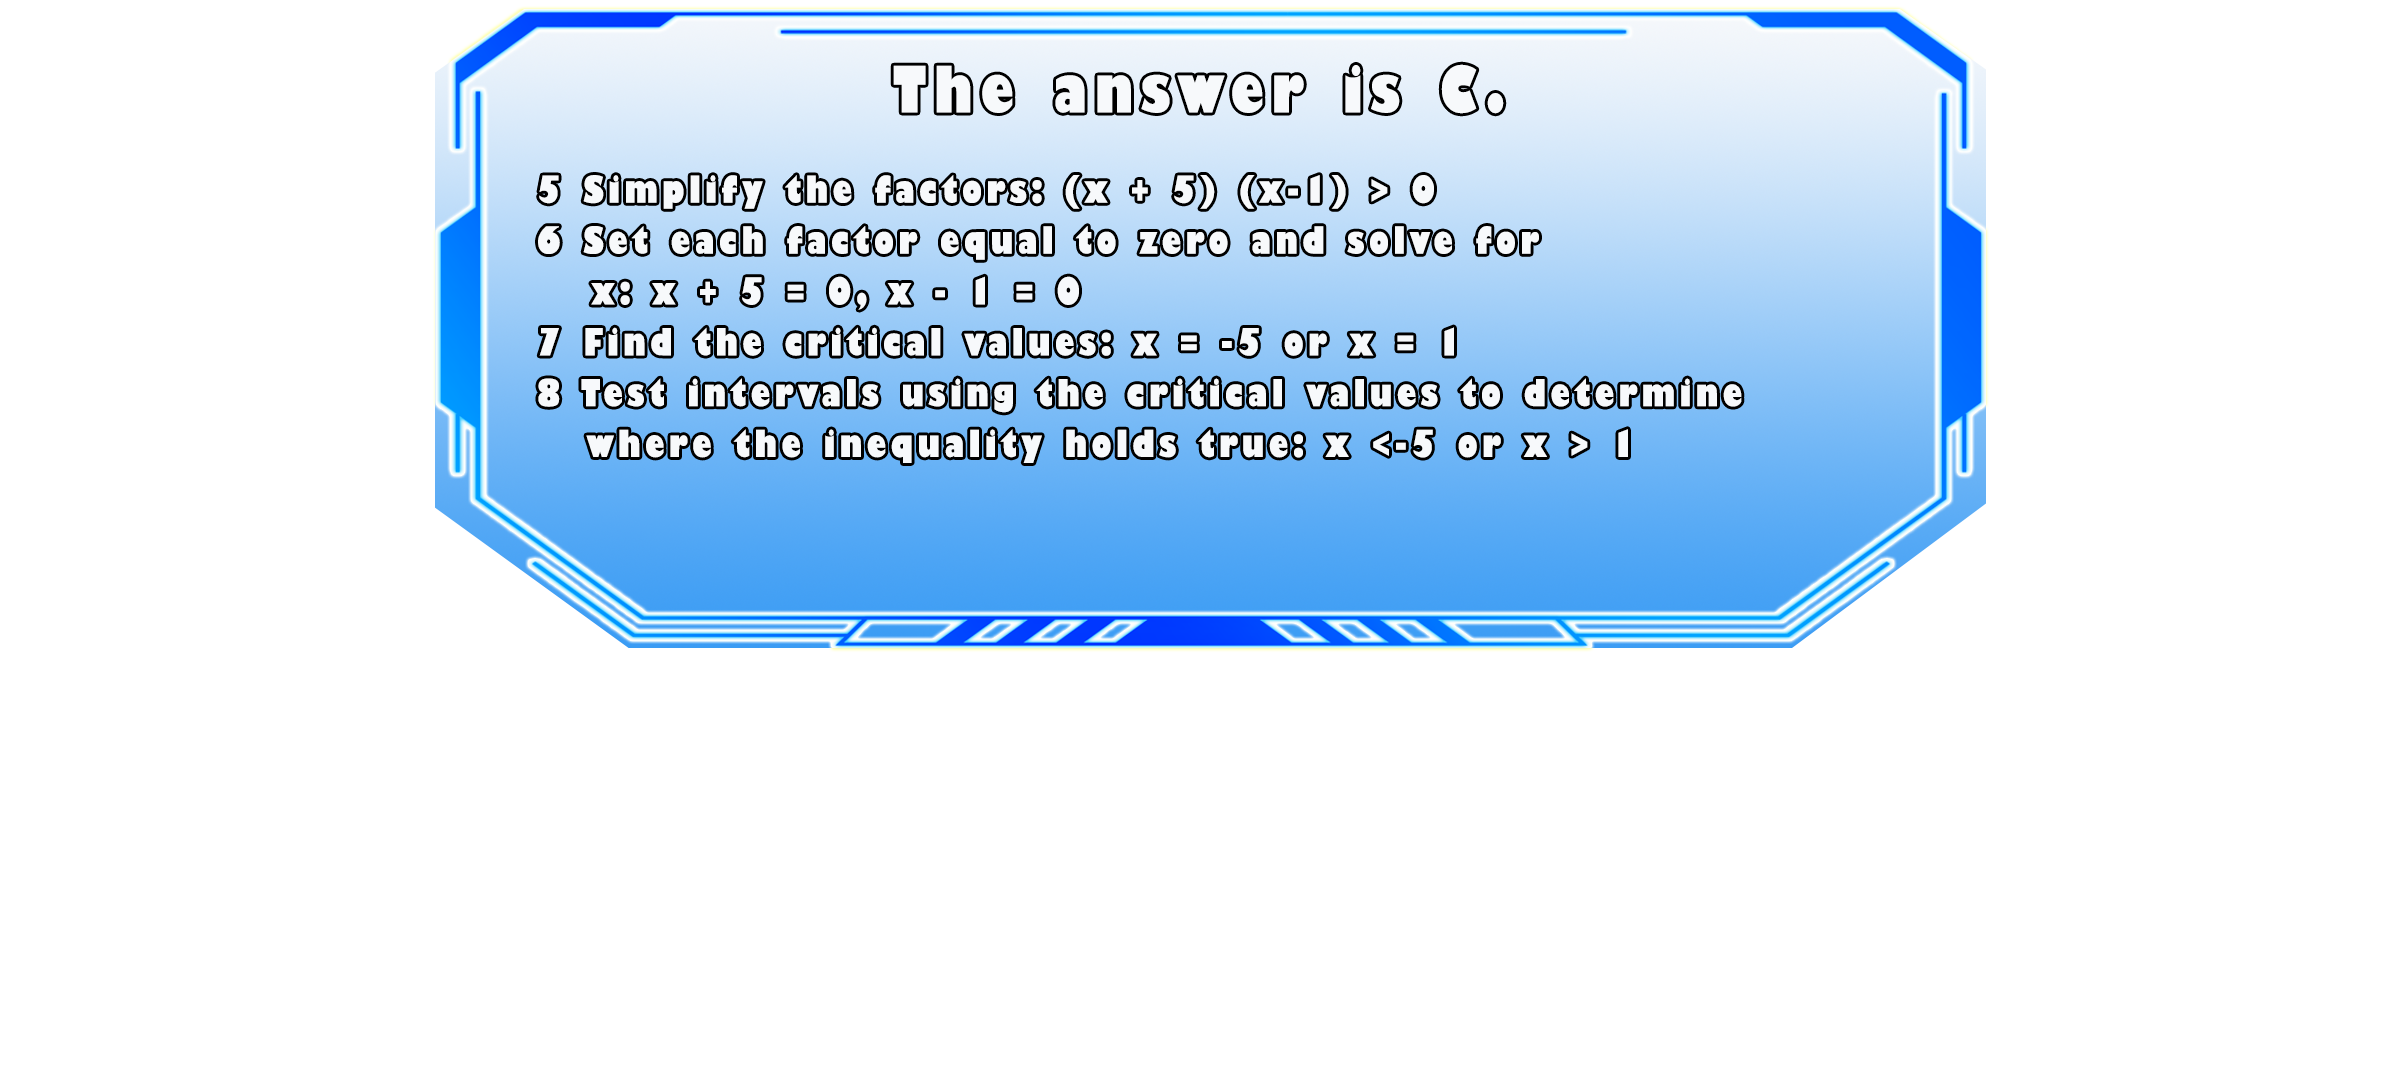 The answer is C.
5 Simplify the factors: (x + 5) (x-1) > 0
6 Set each factor equal to zero and solve for
x: x + 5 = 0, x - 1 = 0
7 Find the critical values: x = -5 or x = 1
8 Test intervals using the critical values to determine
where the inequality holds true: x <-5 or x > 1